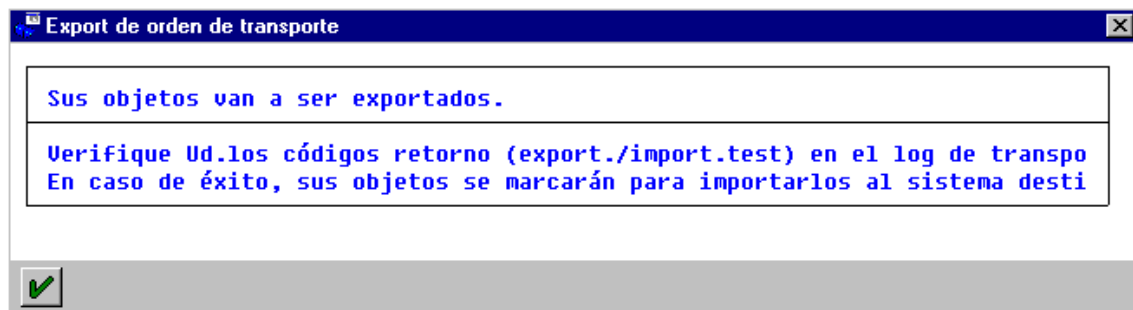 Export de orden de transporte
Sus objetos van a ser exportados.
Verifique Ud.los códigos retorno (export./import.test) en el log de transpo
En caso de éxito, sus objetos se marcarán para importarlos al sistema desti